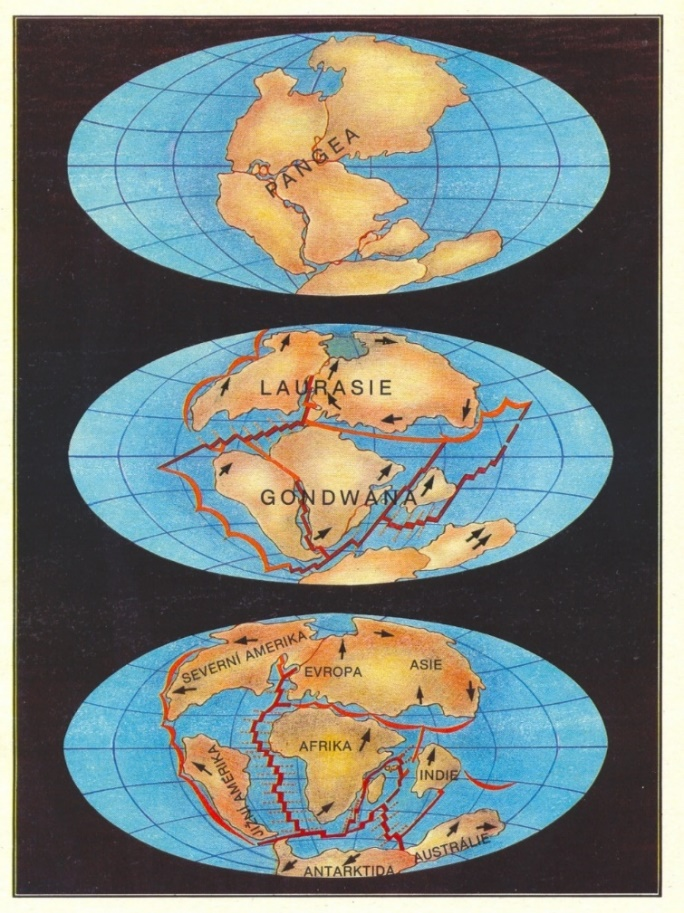 PANGEA
LAURASIE
GONDWANA
SEVERNÍ AMERIKA
EVROPA
ASIE
AFRIKA
INDIE
JIŽNÍ AMERIKA
AUSTRÁLIE
ANTARKTIDA